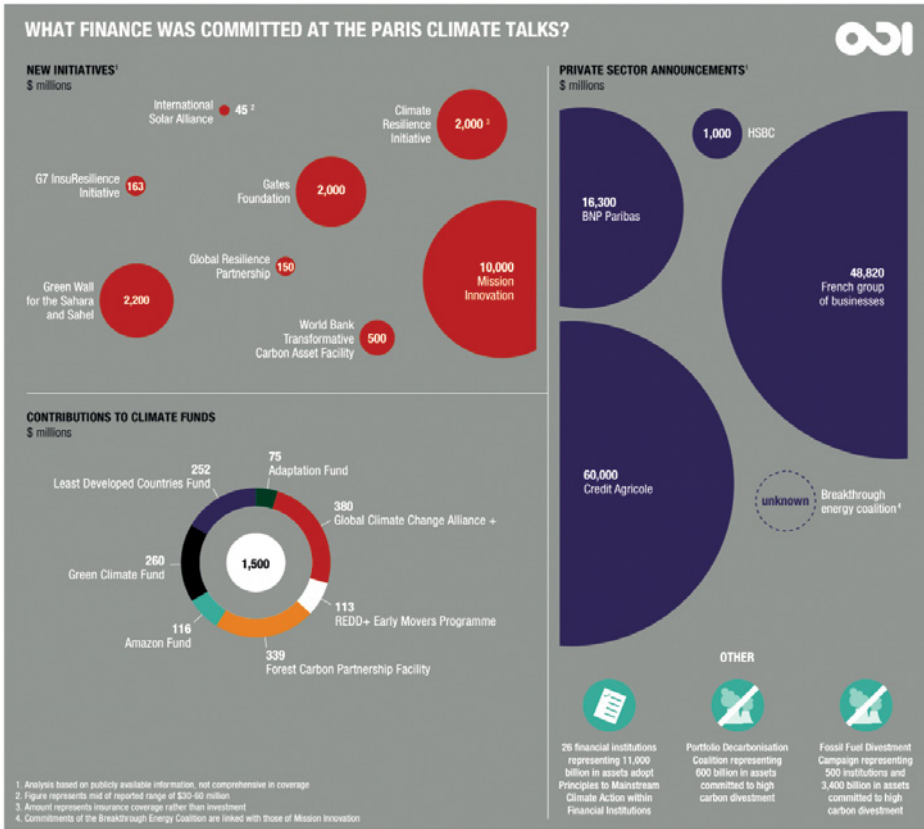 WHAT FINANCE WAS COMMITTED AT THE PARIS CLIMATE TALKS?
ODI
NEW INITIATIVES¹
$ millions
International
Solar Alliance
45 ²
Climate
Resilience
Initiative
2,000 ³
G7 InsuResilience
Initiative
163
Gates
Foundation
2,000
Global Resilience
Partnership
150
10,000
Mission
Innovation
Green Wall
for the Sahara
and Sahel
2,200
World Bank
Transformative
Carbon Asset Facility
500
CONTRIBUTIONS TO CLIMATE FUNDS
$ millions
75
Adaptation Fund
252
Least Developed Countries Fund
380
Global Climate Change Alliance +
260
Green Climate Fund
1,500
113
REDD+ Early Movers Programme
116
Amazon Fund
339
Forest Carbon Partnership Facility
1. Analysis based on publicly available information, not comprehensive in coverage
2. Figure represents mid of reported range of $30-60 million
3. Amount represents insurance coverage rather than investment
4. Commitments of the Breakthrough Energy Coalition are linked with those of Mission Innovation
PRIVATE SECTOR ANNOUNCEMENTS¹
$ millions
1,000
HSBC
16,300
BNP Paribas
48,820
French group
of businesses
60,000
Credit Agricole
unknown
Breakthrough
energy coalition⁴
OTHER
26 financial institutions
representing 11,000
billion in assets adopt
Principles to Mainstream
Climate Action within
Financial Institutions
Portfolio Decarbonisation
Coalition representing
600 billion in assets
committed to high
carbon divestment
Fossil Fuel Divestment
Campaign representing
500 institutions and
3,400 billion in assets
committed to high
carbon divestment